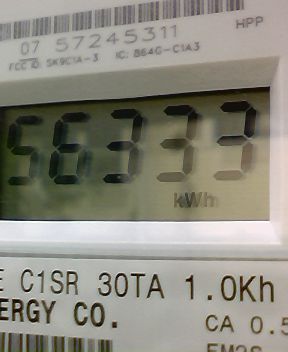 07 57245311
HPP
FCC ID: SK9C1A-3 IC: 864G-C1A3
56333
kWh
E C1SR 30TA 1.0Kh
ERGY CO.
CA 0.5